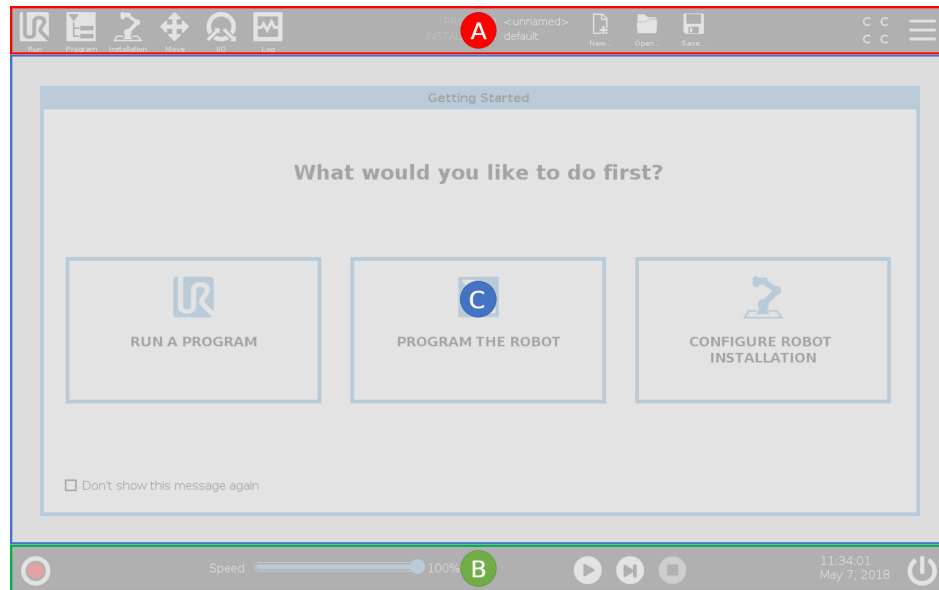 <unnamed>
A
default
C C
C C
Run Program Installation Move I/O Log
New... Open... Save...
Getting Started
What would you like to do first?
C
RUN A PROGRAM
PROGRAM THE ROBOT
CONFIGURE ROBOT
INSTALLATION
Don't show this message again
Speed
100%
B
11:34:01
May 7, 2018